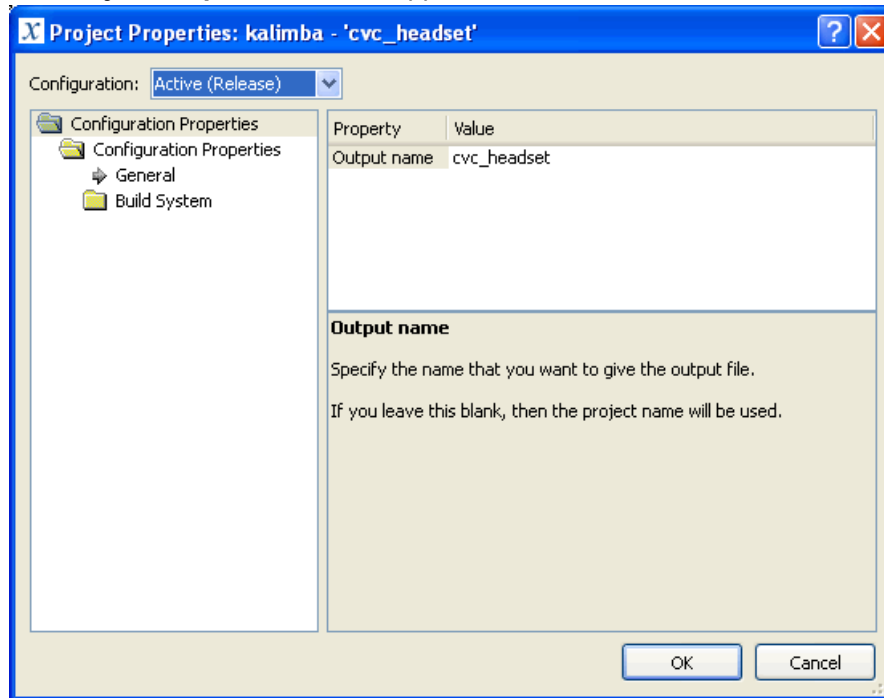 X Project Properties: kalimba - 'cvc_headset'
Configuration: Active (Release)
Configuration Properties
Configuration Properties
General
Build System
Property Value
Output name cvc_headset
Output name
Specify the name that you want to give the output file.
If you leave this blank, then the project name will be used.
OK Cancel